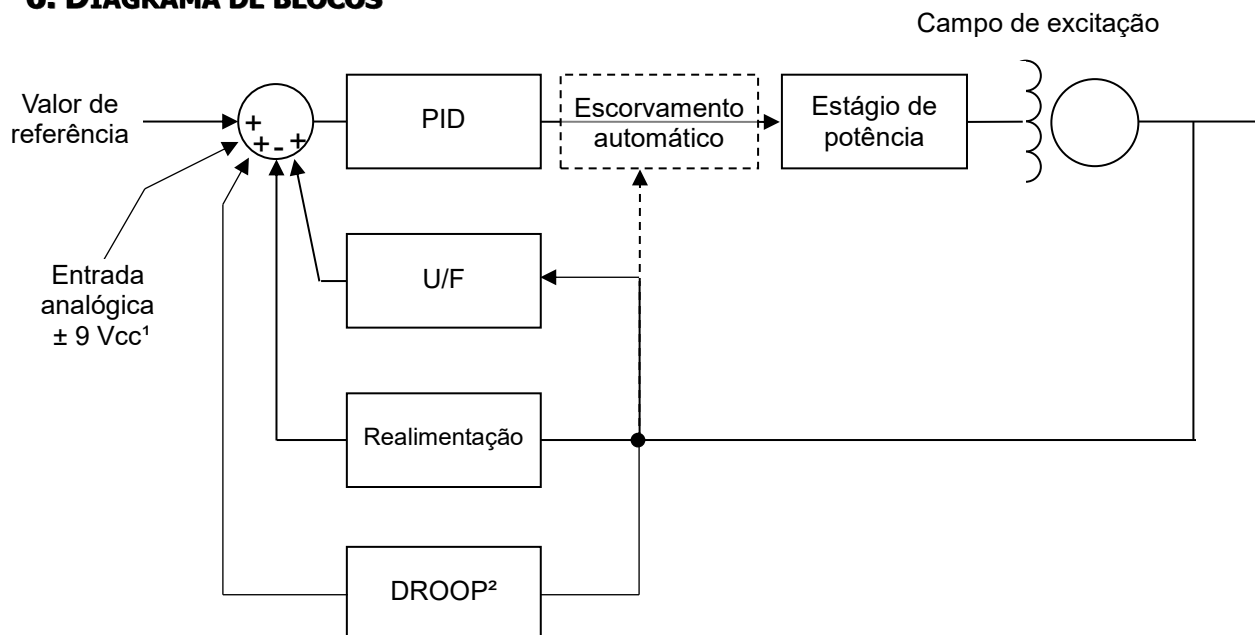 6. DIAGRAMA DE BLOCOS
Campo de excitação
Valor de
referência
+
+
-
+
PID
Escorvamento
automático
Estágio de
potência
Entrada
analógica
± 9 Vcc¹
U/F
Realimentação
DROOP²